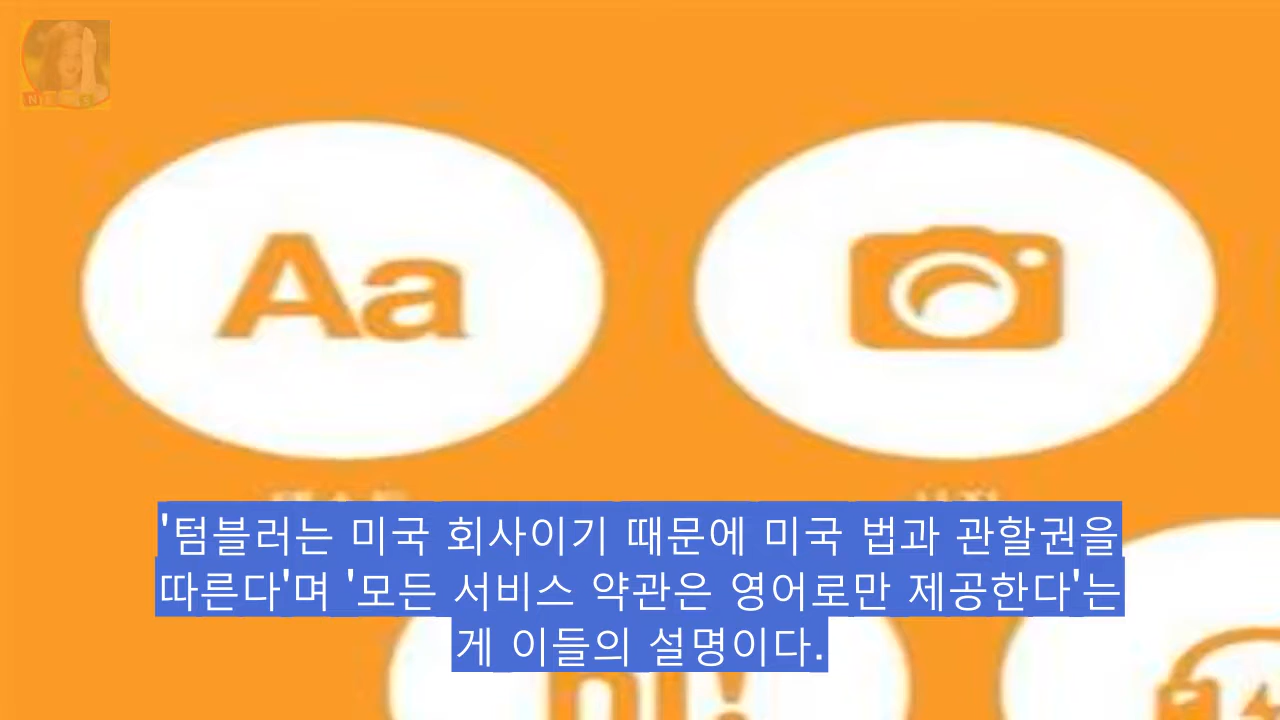 NEWS
Aa
'텀블러는 미국 회사이기 때문에 미국 법과 관할권을
따른다'며 '모든 서비스 약관은 영어로만 제공한다'는
게 이들의 설명이다.